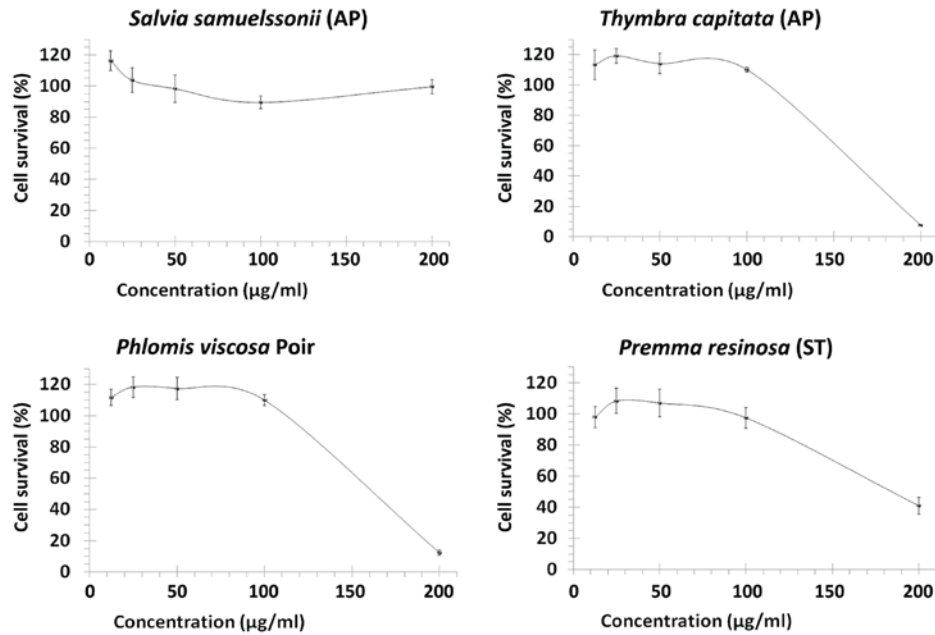 Salvia samuelssonii (AP)
Cell survival (%)
120
100
80
60
40
20
0
0 50 100 150 200
Concentration (µg/ml)
Thymbra capitata (AP)
Cell survival (%)
120
100
80
60
40
20
0
0 50 100 150 200
Concentration (µg/ml)
Phlomis viscosa Poir
Cell survival (%)
120
100
80
60
40
20
0
0 50 100 150 200
Concentration (µg/ml)
Premma resinosa (ST)
Cell survival (%)
120
100
80
60
40
20
0
0 50 100 150 200
Concentration (µg/ml)